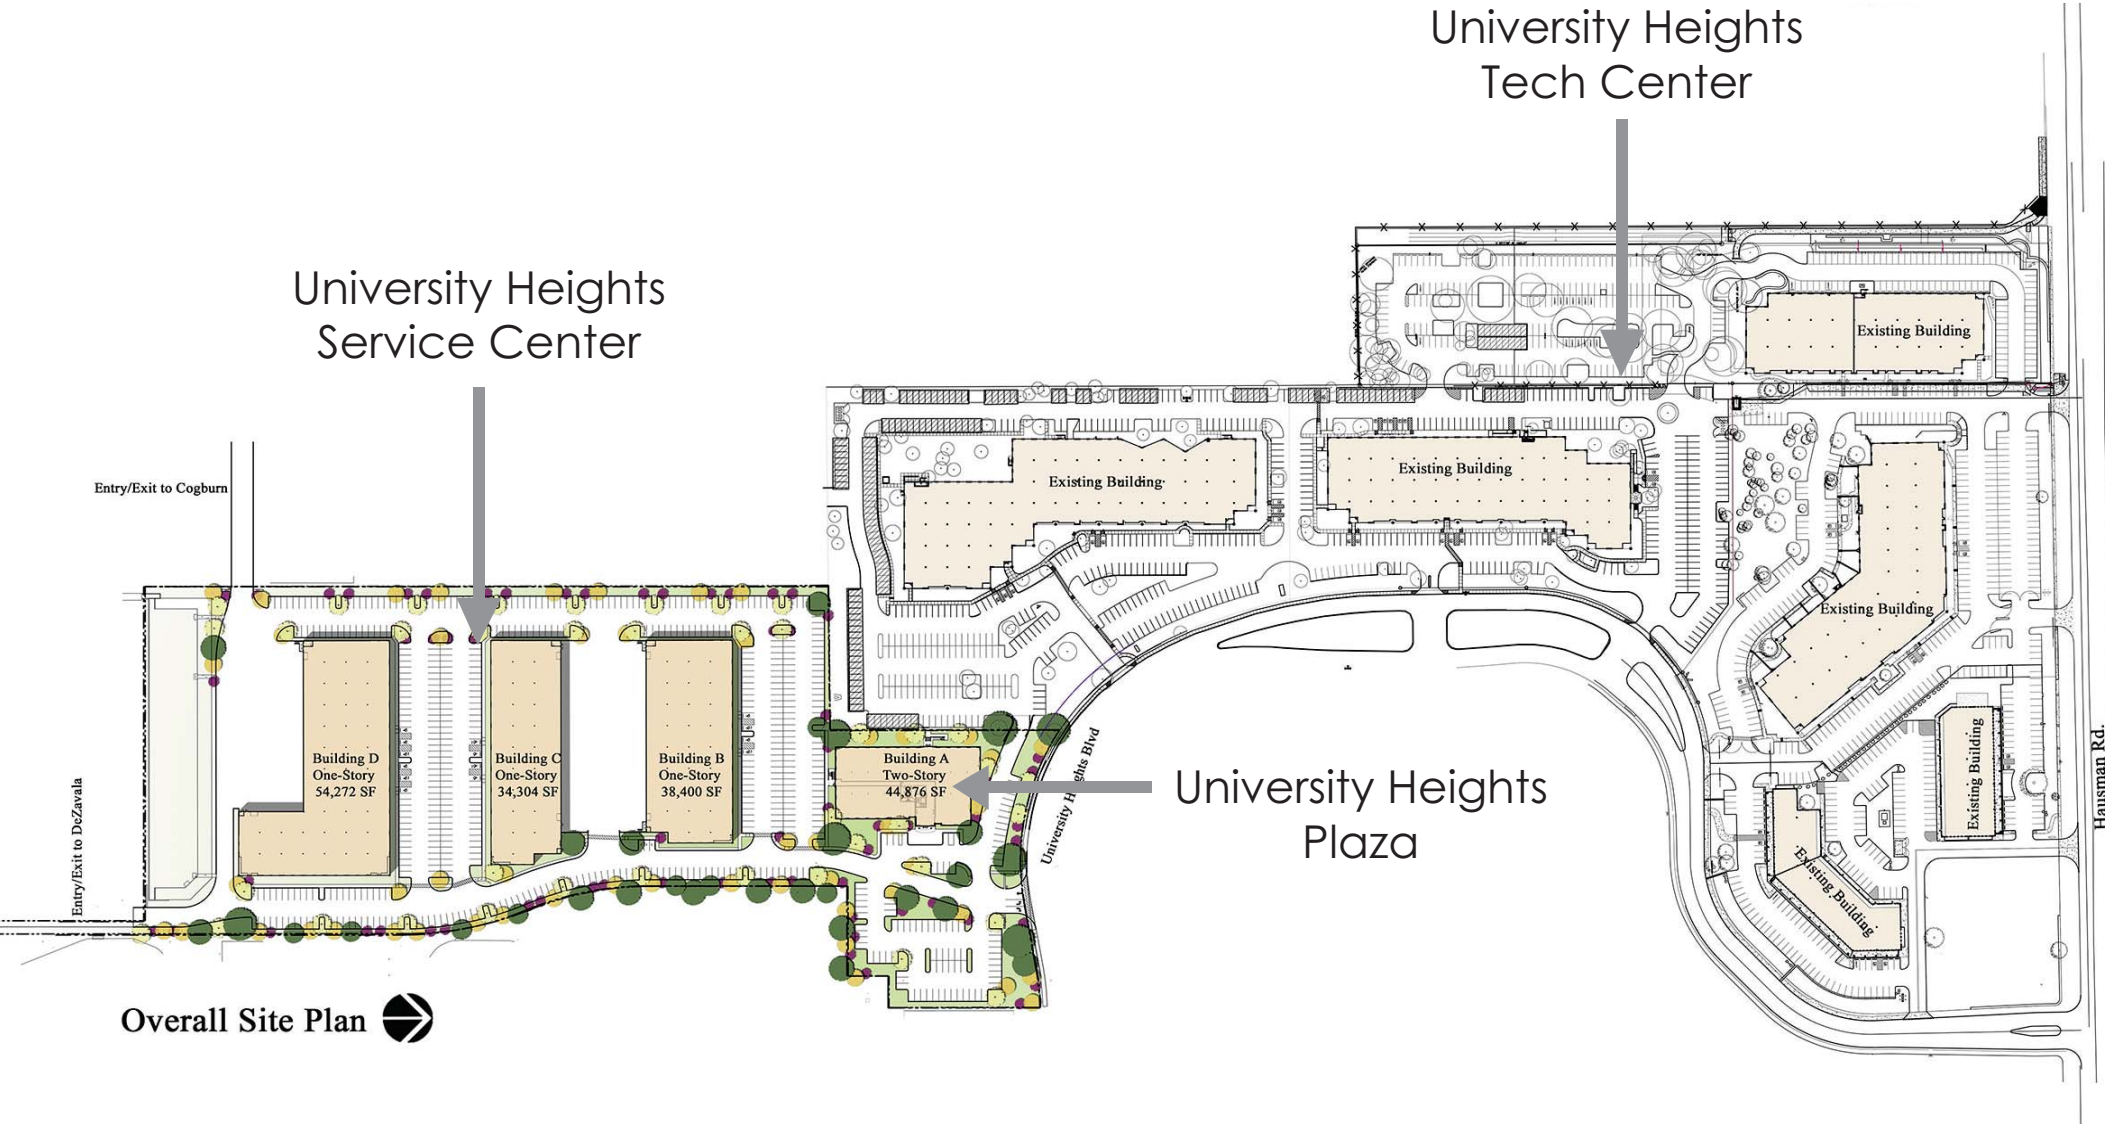 University Heights
Tech Center
University Heights
Service Center
Existing Building
Existing Building
Existing Building
Entry/Exit to Cogburn
Existing Building
Building D
One-Story
54,272 SF
Building C
One-Story
34,304 SF
Building B
One-Story
38,400 SF
Building A
Two-Story
44,876 SF
University Heights Blvd
University Heights
Plaza
Existing Building
Hausman Rd.
Entry/Exit to DeZavala
Existing Building
Overall Site Plan